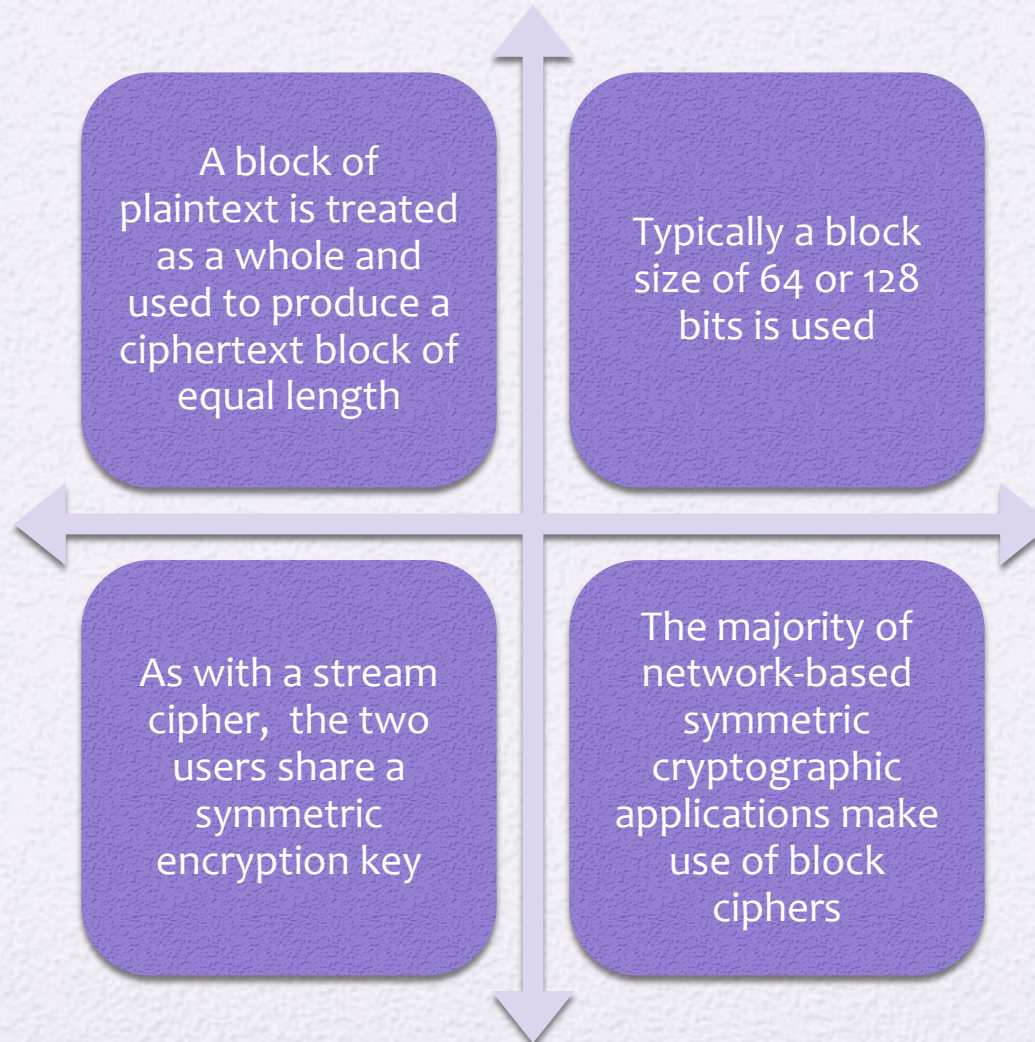 A block of
plaintext is treated
as a whole and
used to produce a
ciphertext block of
equal length
Typically a block
size of 64 or 128
bits is used
As with a stream
cipher,  the two
users share a
symmetric
encryption key
The majority of
network-based
symmetric
cryptographic
applications make
use of block
ciphers